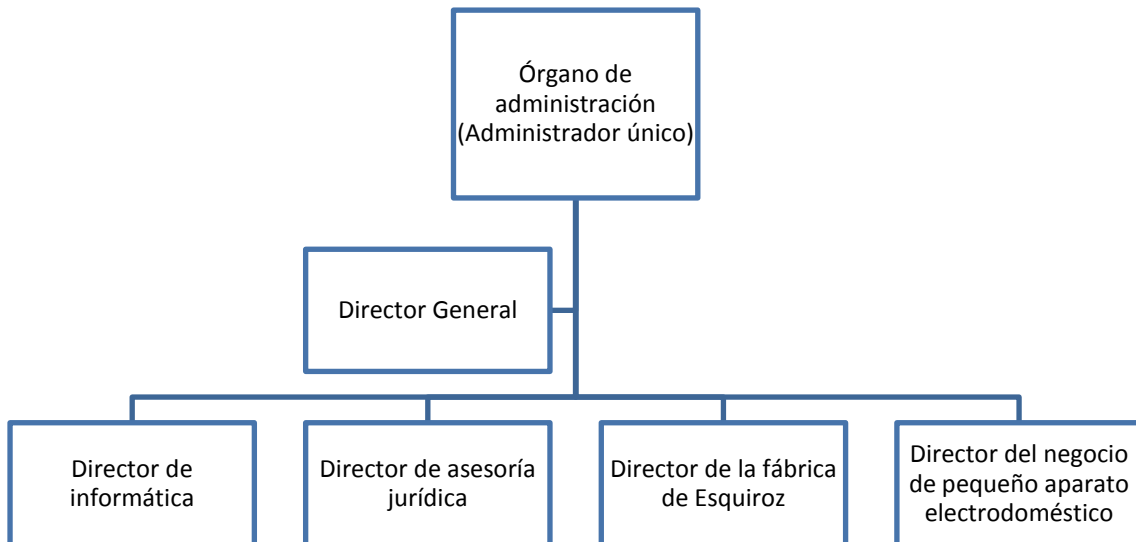 Órgano de
administración
(Administrador único)
Director General
Director de
informática
Director de asesoría
jurídica
Director de la fábrica
de Esquiroz
Director del negocio
de pequeño aparato
electrodoméstico